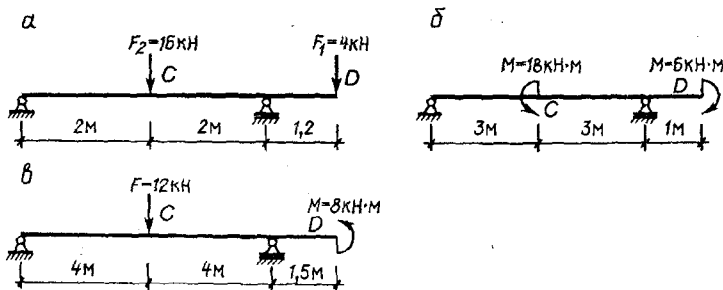 а
F₂=16кН
F₁=4кН
C
D
2м
2м
1,2
б
M=18кН·м
M=6кН·м
C
D
3м
3м
1м
в
F=12кН
M=8кН·м
C
D
4м
4м
1,5м